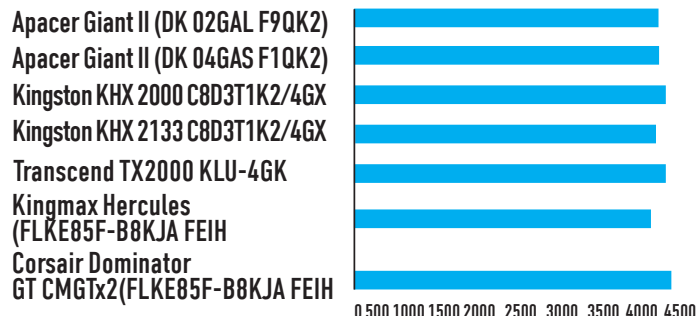 Apacer Giant II (DK 02GAL F9QK2)
Apacer Giant II (DK 04GAS F1QK2)
Kingston KHX 2000 C8D3T1K2/4GX
Kingston KHX 2133 C8D3T1K2/4GX
Transcend TX2000 KLU-4GK
Kingmax Hercules
(FLKE85F-B8KJA FEIH
Corsair Dominator
GT CMGTx2(FLKE85F-B8KJA FEIH
0 500 1000 1500 2000 2500 3000 3500 4000 4500